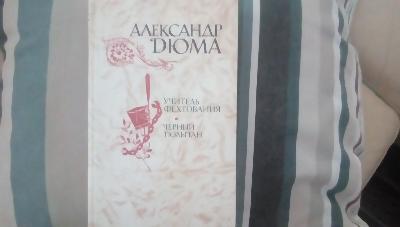 АЛЕКСАНДР
ДЮМА
УЧИТЕЛЬ
ФЕХТОВАНИЯ
ЧЕРНЫЙ
ТЮЛЬПАН